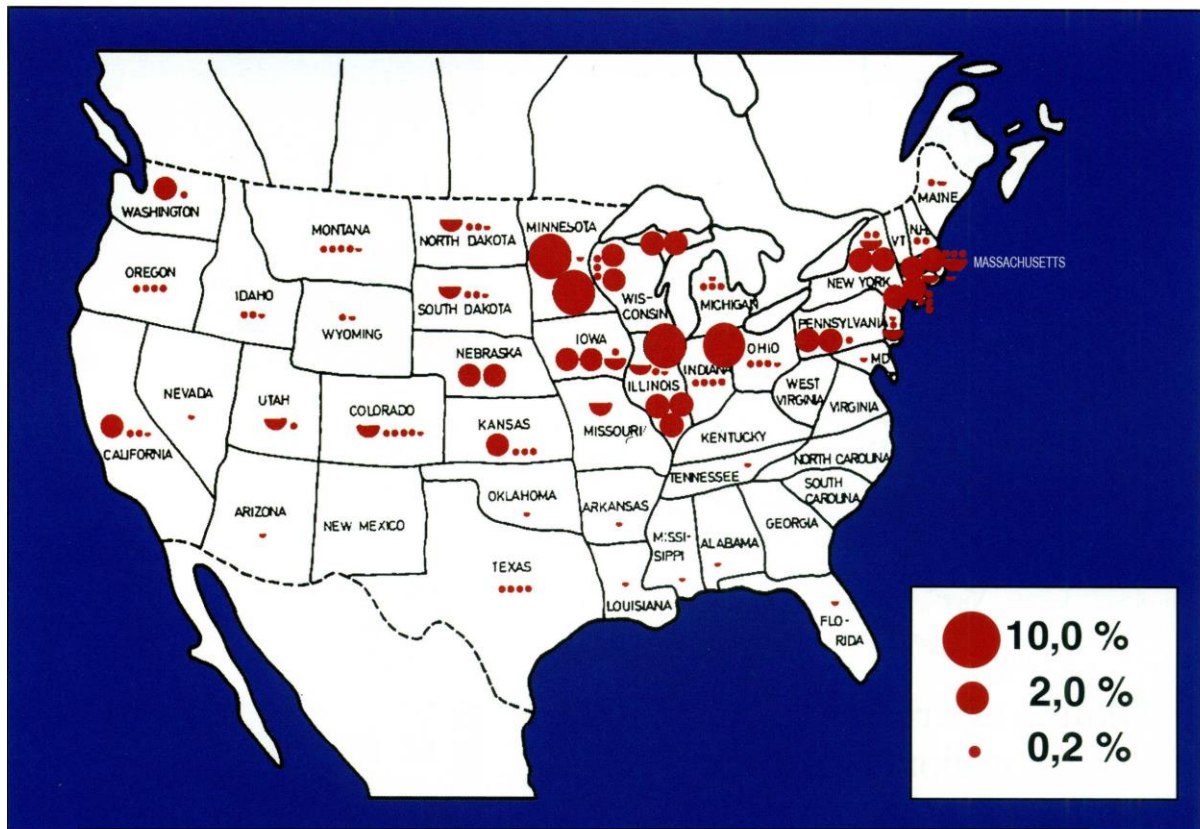 WASHINGTON
OREGON
CALIFORNIA
NEVADA
IDAHO
MONTANA
WYOMING
UTAH
ARIZONA
COLORADO
NEW MEXICO
NORTH DAKOTA
SOUTH DAKOTA
NEBRASKA
KANSAS
OKLAHOMA
TEXAS
MINNESOTA
IOWA
MISSOURI
ARKANSAS
LOUISIANA
WIS-
CONSIN
ILLINOIS
MICHIGAN
INDIANA
OHIO
KENTUCKY
TENNESSEE
MISSI-
SIPPI
ALABAMA
GEORGIA
FLO-
RIDA
SOUTH
CAROLINA
NORTH CAROLINA
VIRGINIA
WEST
VIRGINIA
MD
PENNSYLVANIA
NEW YORK
VT
N.H.
MAINE
MASSACHUSETTS
10,0 %
2,0 %
0,2 %